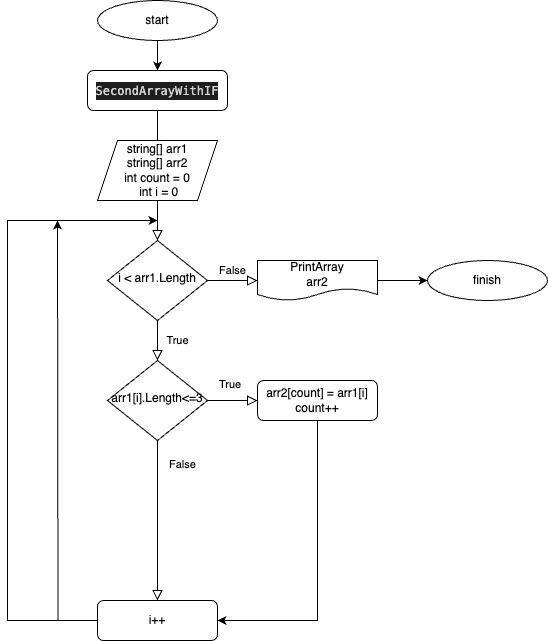 start
SecondArrayWithIF
string[] arr1
string[] arr2
int count = 0
int i = 0
i < arr1.Length
False
PrintArray
arr2
finish
True
arr1[i].Length<=3
True
arr2[count] = arr1[i]
count++
False
i++